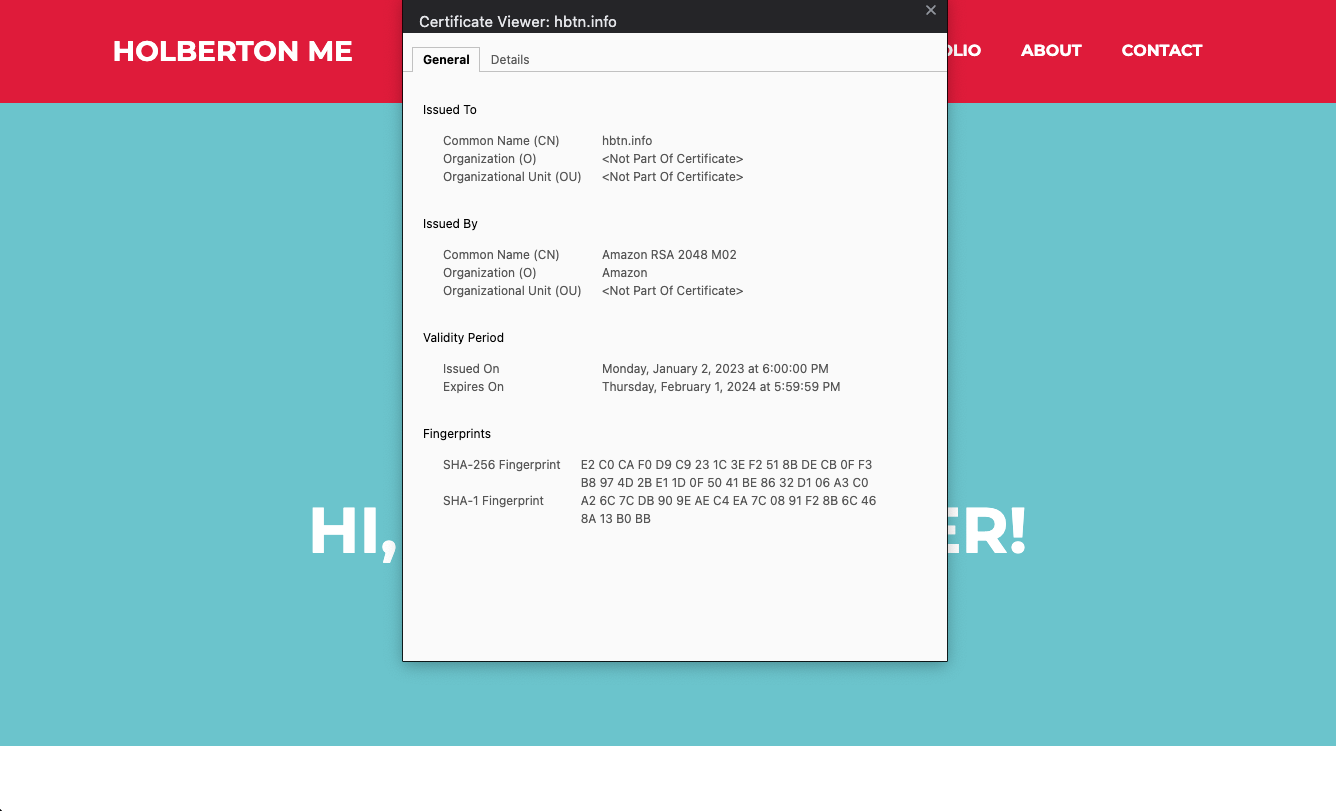 Certificate Viewer: hbtn.info
HOLBERTON ME
ABOUT
CONTACT
General
Details
Issued To
Common Name (CN) hbtn.info
Organization (O) <Not Part Of Certificate>
Organizational Unit (OU) <Not Part Of Certificate>
Issued By
Common Name (CN) Amazon RSA 2048 M02
Organization (O) Amazon
Organizational Unit (OU) <Not Part Of Certificate>
Validity Period
Issued On Monday, January 2, 2023 at 6:00:00 PM
Expires On Thursday, February 1, 2024 at 5:59:59 PM
Fingerprints
SHA-256 Fingerprint E2 C0 CA F0 D9 C9 23 1C 3E F2 51 8B DE CB 0F F3
B8 97 4D 2B E1 1D 0F 50 41 BE 86 32 D1 06 A3 C0
SHA-1 Fingerprint A2 6C 7C DB 90 9E AE C4 EA 7C 08 91 F2 8B 6C 46
8A 13 B0 BB
HI,